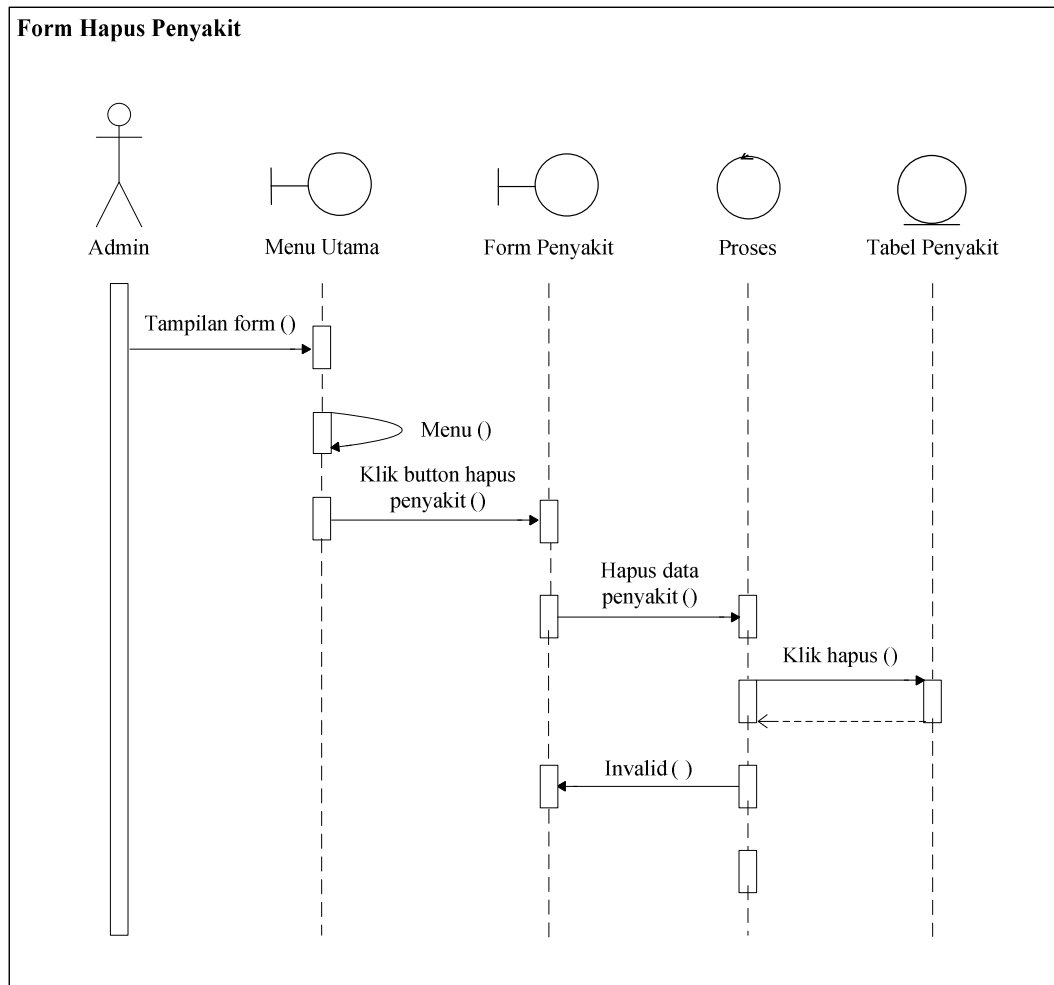 Form Hapus Penyakit
Admin
Menu Utama
Form Penyakit
Proses
Tabel Penyakit
Tampilan form ()
Menu ()
Klik button hapus
penyakit ()
Hapus data
penyakit ()
Klik hapus ()
Invalid ( )